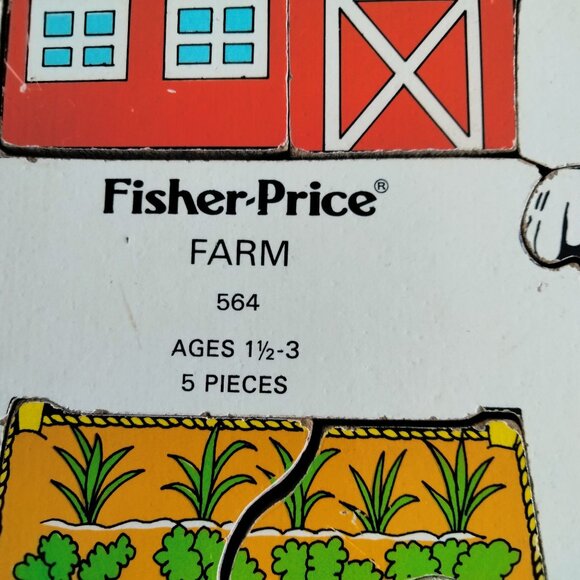 Fisher-Price®
FARM
564
AGES 1½-3
5 PIECES